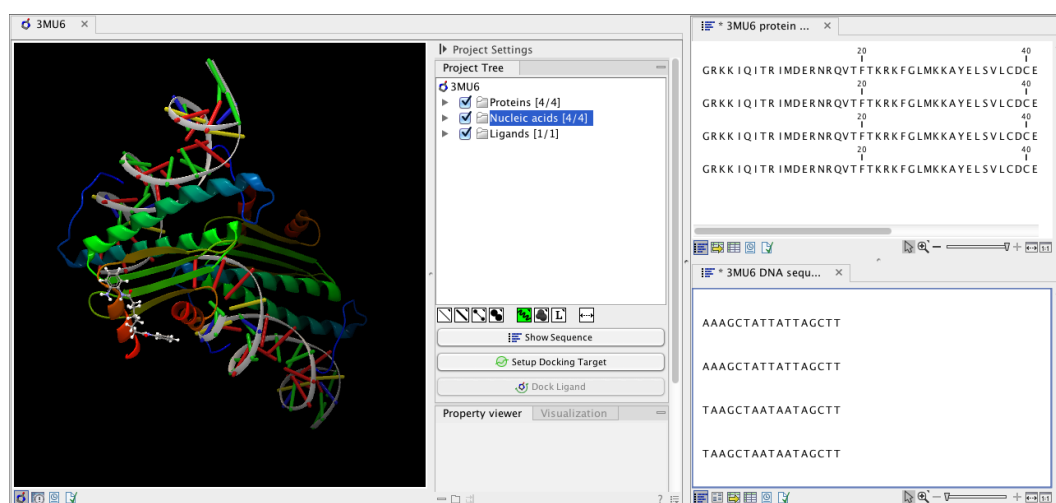 3MU6
Project Settings
Project Tree
3MU6
Proteins [4/4]
Nucleic acids [4/4]
Ligands [1/1]
Show Sequence
Setup Docking Target
Dock Ligand
Property viewer Visualization
?
* 3MU6 protein ...
20 40
GRKKIQITRIMDERNRQVTFTKRKFGLMKKAYELSVLCDCE
20 40
GRKKIQITRIMDERNRQVTFTKRKFGLMKKAYELSVLCDCE
20 40
GRKKIQITRIMDERNRQVTFTKRKFGLMKKAYELSVLCDCE
20 40
GRKKIQITRIMDERNRQVTFTKRKFGLMKKAYELSVLCDCE
* 3MU6 DNA sequ...
AAAGCTATTATTAGCTT
AAAGCTATTATTAGCTT
TAAGCTAATAATAGCTT
TAAGCTAATAATAGCTT